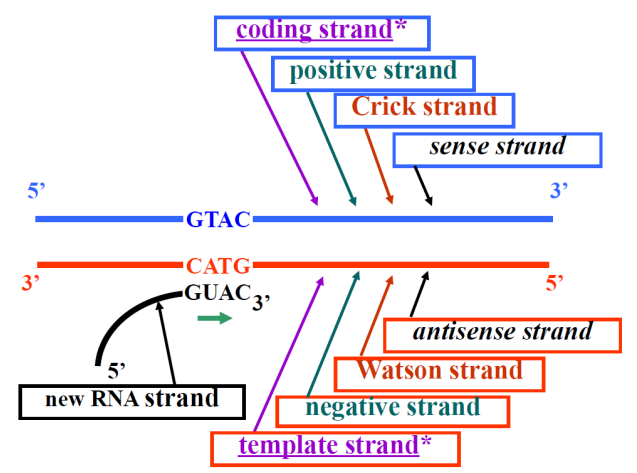 coding strand*
positive strand
Crick strand
sense strand
5’ 3’
GTAC
CATG
3’ 5’
GUAC 3’
antisense strand
5’
Watson strand
new RNA strand
negative strand
template strand*